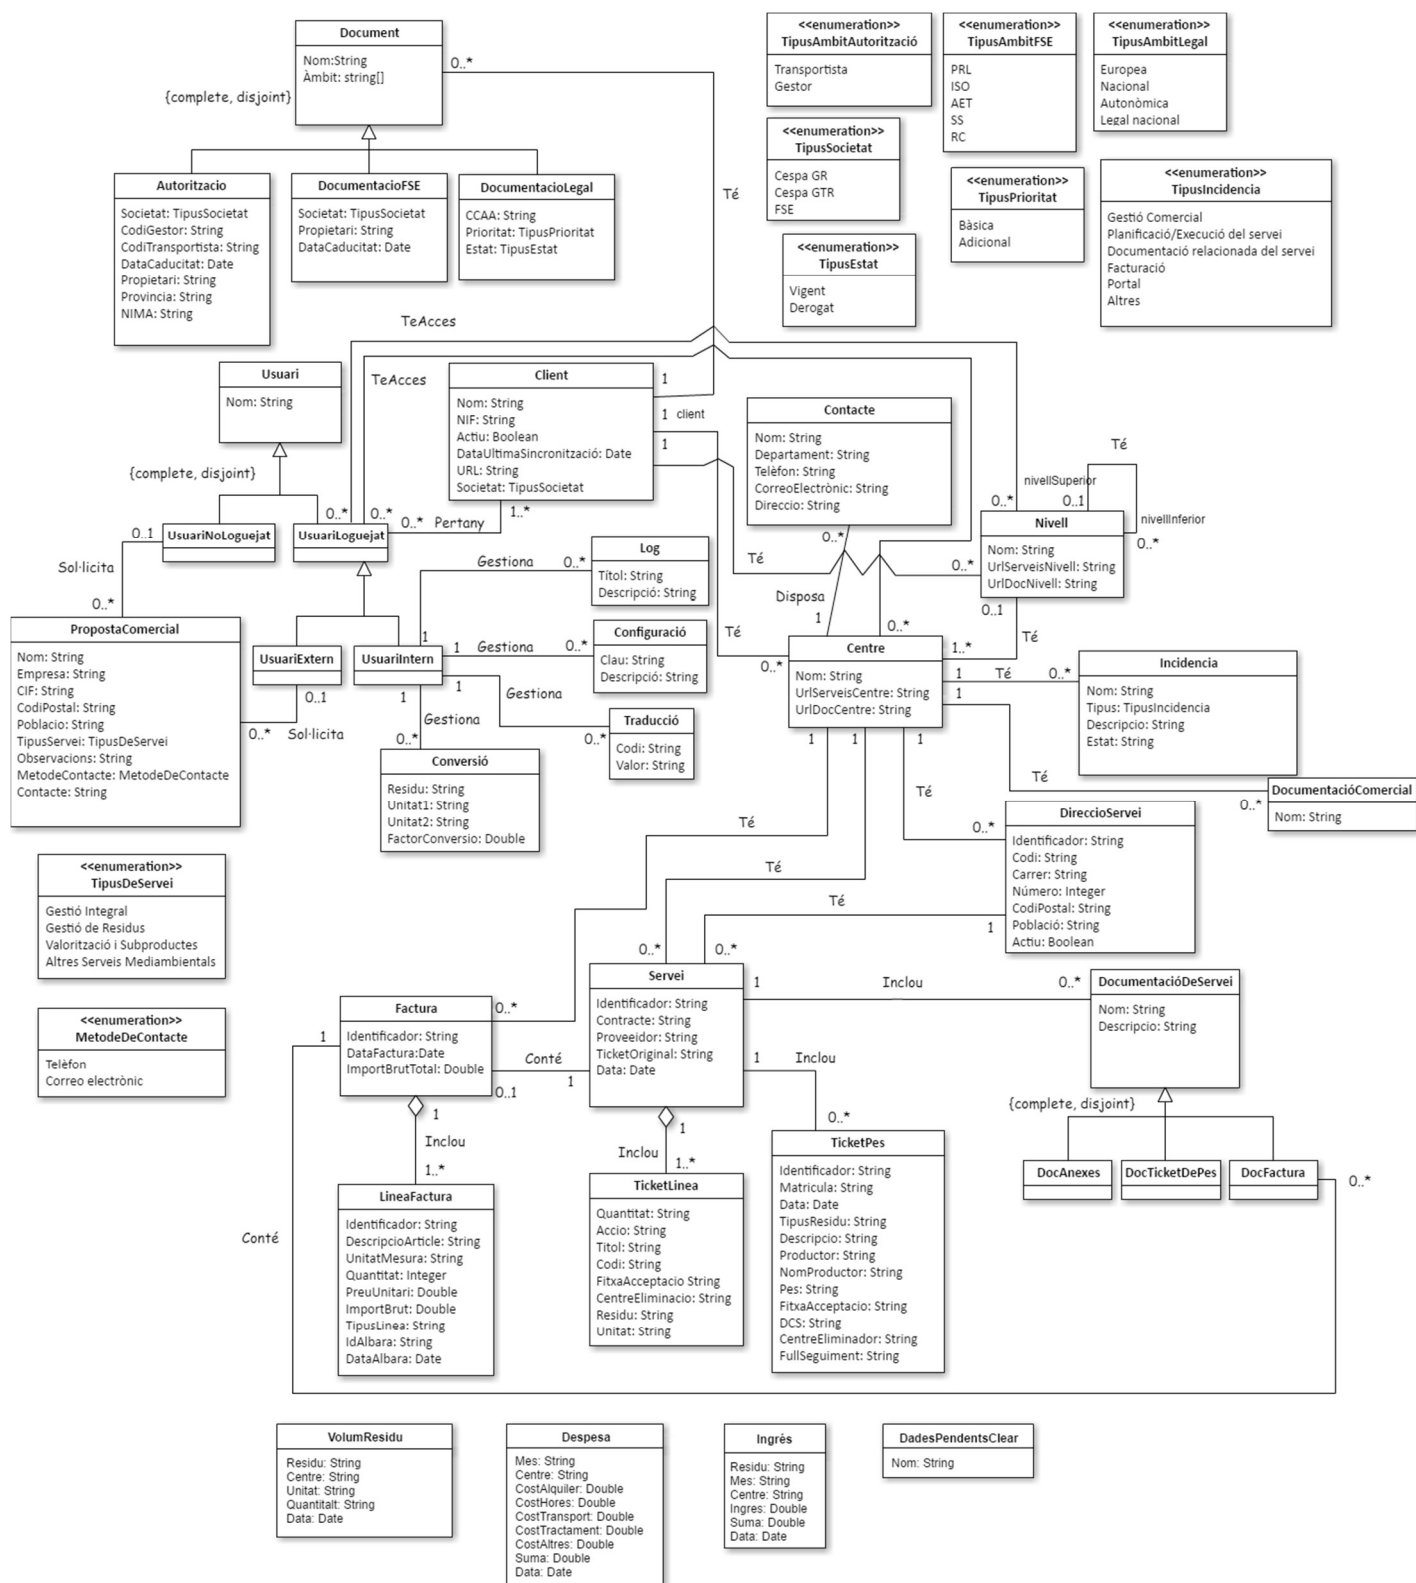 Document
Nom:String
Àmbit: string[]
0..*
{complete, disjoint}
<<enumeration>>
TipusAmbitAutorització
Transportista
Gestor
<<enumeration>>
TipusAmbitFSE
PRL
ISO
AET
SS
RC
<<enumeration>>
TipusAmbitLegal
Europea
Nacional
Autonòmica
Legal nacional
<<enumeration>>
TipusSocietat
Cespa GR
Cespa GTR
FSE
<<enumeration>>
TipusPrioritat
Bàsica
Adicional
<<enumeration>>
TipusIncidencia
Gestió Comercial
Planificació/Execució del servei
Documentació relacionada del servei
Facturació
Portal
Altres
<<enumeration>>
TipusEstat
Vigent
Derogat
Autoritzacio
Societat: TipusSocietat
CodiGestor: String
CodiTransportista: String
DataCaducitat: Date
Propietari: String
Provincia: String
NIMA: String
DocumentacioFSE
Societat: TipusSocietat
Propietari: String
DataCaducitat: Date
DocumentacioLegal
CCAA: String
Prioritat: TipusPrioritat
Estat: TipusEstat
Té
TeAcces
TeAcces
Usuari
Nom: String
{complete, disjoint}
Client
Nom: String
NIF: String
Actiu: Boolean
DataUltimaSincronització: Date
URL: String
Societat: TipusSocietat
1
1 client
1
Contacte
Nom: String
Departament: String
Telèfon: String
CorreoElectrònic: String
Direccio: String
Té
nivellSuperior
0..*
0..1
nivellInferior
0..*
Nivell
Nom: String
UrlServeisNivell: String
UrlDocNivell: String
0..1
0..1
UsuariNoLoguejat
0..*
0..*
UsuariLoguejat
0..*
Pertany
1..*
Sol·licita
0..*
Log
Títol: String
Descripció: String
Gestiona
0..*
1
Té
0..*
0..*
Disposa
1
0..*
1..*
Té
PropostaComercial
Nom: String
Empresa: String
CIF: String
CodiPostal: String
Poblacio: String
TipusServei: TipusDeServei
Observacions: String
MetodeContacte: MetodeDeContacte
Contacte: String
UsuariExtern
0..1
UsuariIntern
1
Gestiona
0..*
Configuració
Clau: String
Descripció: String
Té
0..*
Centre
Nom: String
UrlServeisCentre: String
UrlDocCentre: String
1
Té
0..*
1
Incidencia
Nom: String
Tipus: TipusIncidencia
Descripcio: String
Estat: String
0..*
Sol·licita
1
1
Gestiona
Gestiona
0..*
0..*
Traducció
Codi: String
Valor: String
Conversió
Residu: String
Unitat1: String
Unitat2: String
FactorConversio: Double
1
1
1
Té
0..*
DocumentacióComercial
Nom: String
Té
Té
Té
0..*
DireccioServei
Identificador: String
Codi: String
Carrer: String
Número: Integer
CodiPostal: String
Població: String
Actiu: Boolean
Té
1
<<enumeration>>
TipusDeServei
Gestió Integral
Gestió de Residus
Valorització i Subproductes
Altres Serveis Mediambientals
0..*
0..*
Servei
Identificador: String
Contracte: String
Proveeidor: String
TicketOriginal: String
Data: Date
1
Inclou
0..*
DocumentacióDeServei
Nom: String
Descripcio: String
<<enumeration>>
MetodeDeContacte
Telèfon
Correo electrònic
1
Factura
Identificador: String
DataFactura:Date
ImportBrutTotal: Double
0..*
Conté
0..1
1
1
Inclou
0..*
{complete, disjoint}
1
Inclou
1..*
1
Inclou
1..*
DocAnexes
DocTicketDePes
DocFactura
0..*
LineaFactura
Identificador: String
DescripcioArticle: String
UnitatMesura: String
Quantitat: Integer
PreuUnitari: Double
ImportBrut: Double
TipusLinea: String
IdAlbara: String
DataAlbara: Date
TicketLinea
Quantitat: String
Accio: String
Titol: String
Codi: String
FitxaAcceptacio String
CentreEliminacio: String
Residu: String
Unitat: String
TicketPes
Identificador: String
Matricula: String
Data: Date
TipusResidu: String
Descripcio: String
Productor: String
NomProductor: String
Pes: String
FitxaAcceptacio: String
DCS: String
CentreEliminador: String
FullSeguiment: String
Conté
VolumResidu
Residu: String
Centre: String
Unitat: String
Quantitalt: String
Data: Date
Despesa
Mes: String
Centre: String
CostAlquiler: Double
CostHores: Double
CostTransport: Double
CostTractament: Double
CostAltres: Double
Suma: Double
Data: Date
Ingrés
Residu: String
Mes: String
Centre: String
Ingres: Double
Suma: Double
Data: Date
DadesPendentsClear
Nom: String